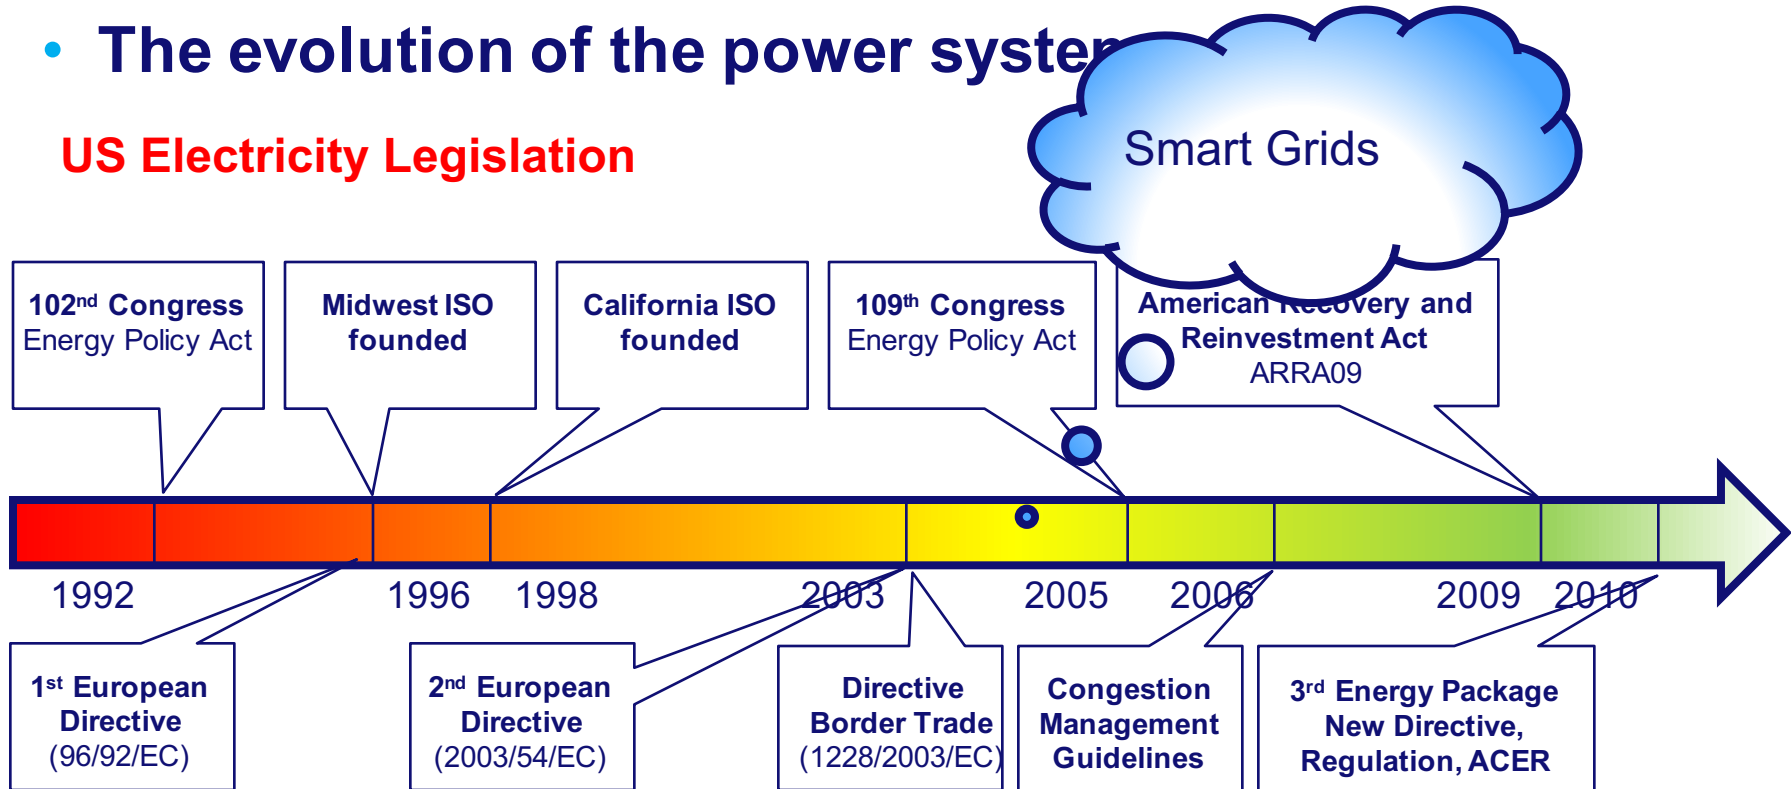 • The evolution of the power system
Smart Grids
US Electricity Legislation
102nd Congress
Energy Policy Act
Midwest ISO
founded
California ISO
founded
109th Congress
Energy Policy Act
American Recovery and
Reinvestment Act
ARRA09
1992
1996
1998
2003
2005
2006
2009
2010
1st European
Directive
(96/92/EC)
2nd European
Directive
(2003/54/EC)
Directive
Border Trade
(1228/2003/EC)
Congestion
Management
Guidelines
3rd Energy Package
New Directive,
Regulation, ACER